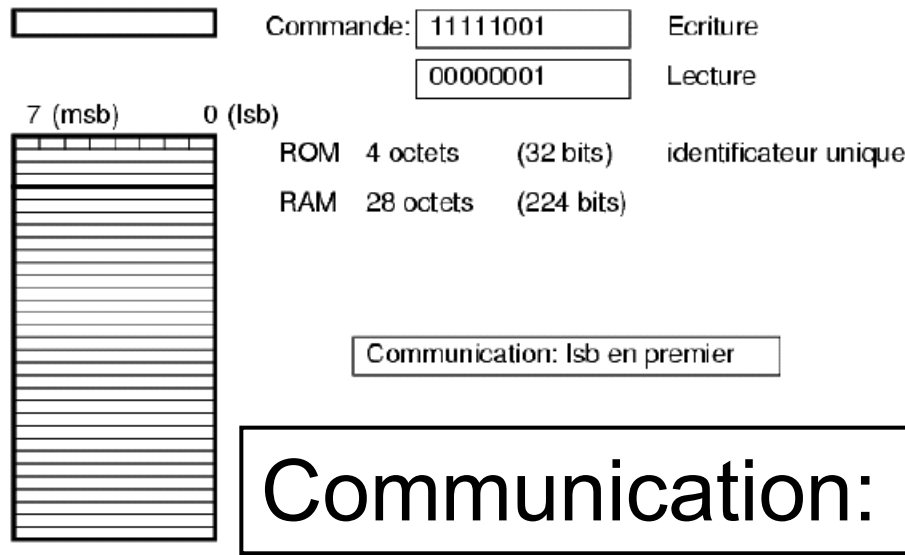 Commande: 11111001 Ecriture
00000001 Lecture
7 (msb) 0 (lsb)
ROM 4 octets (32 bits) identificateur unique
RAM 28 octets (224 bits)
Communication: lsb en premier
Communication: